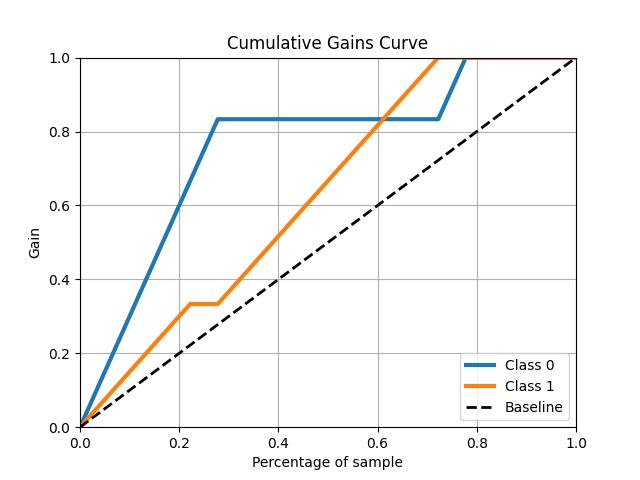 Cumulative Gains Curve
1.0
0.8
0.6
0.4
0.2
0.0
Gain
0.0 0.2 0.4 0.6 0.8 1.0
Percentage of sample
Class 0
Class 1
Baseline